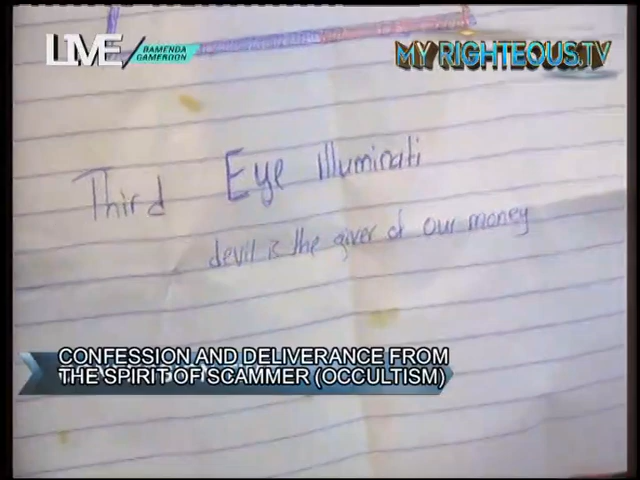 LIVE
BAMENDA
CAMEROON
MY RIGHTEOUS.TV
Third Eye Illuminati
devil is the giver of our money
CONFESSION AND DELIVERANCE FROM
THE SPIRIT OF SCAMMER (OCCULTISM)